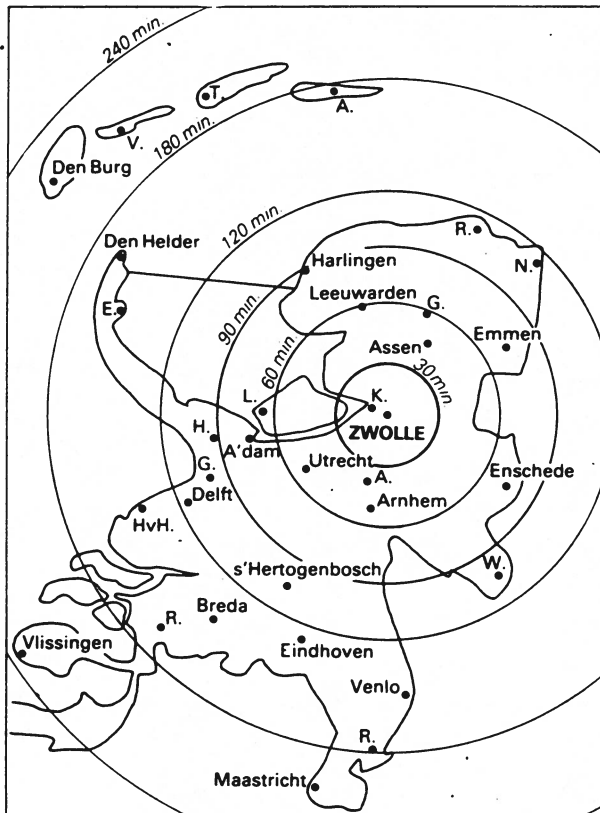 240 min.
T.
A.
V.
180 min.
Den Burg
120 min.
R.
Den Helder
Harlingen
N.
90 min.
Leeuwarden
G.
E.
60 min.
Assen
Emmen
30 min
L.
K.
H.
A'dam
ZWOLLE
G.
Utrecht
A.
Enschede
Delft
Arnhem
HvH.
s'Hertogenbosch
W.
Breda
R.
Vlissingen
Eindhoven
Venlo
R.
Maastricht